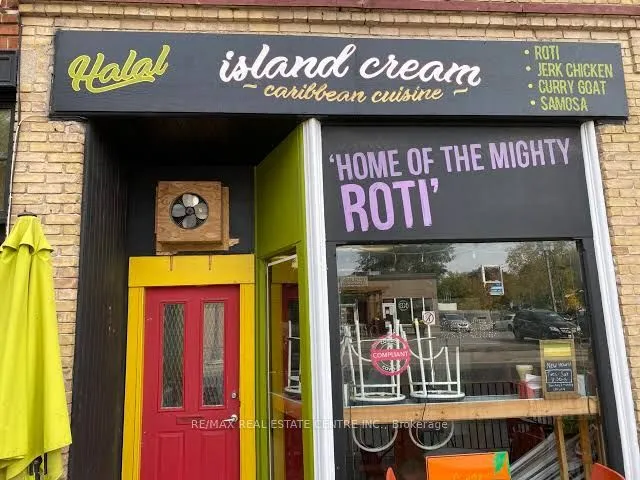 Halal
island cream
~ caribbean cuisine ~
• ROTI
• JERK CHICKEN
• CURRY GOAT
• SAMOSA
'HOME OF THE MIGHTY
ROTI'
COMPLIANT
RE/MAX REAL ESTATE CENTRE INC., Brokerage